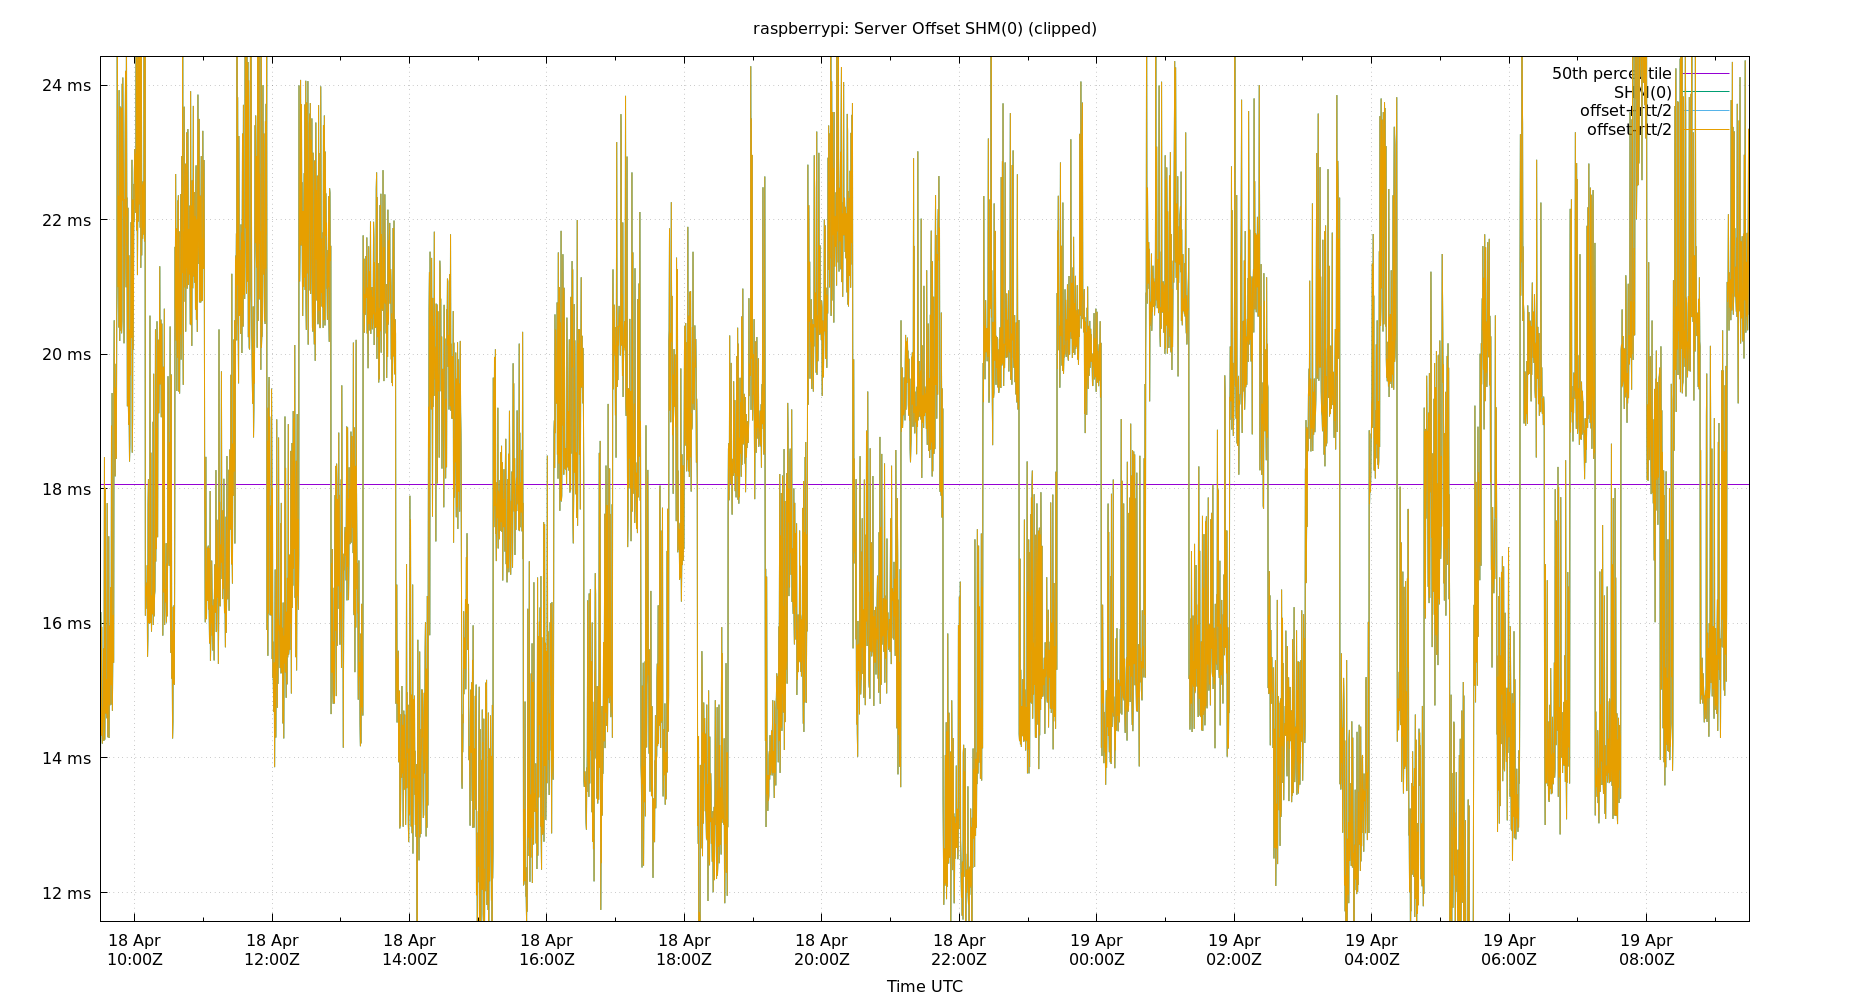 raspberrypi: Server Offset SHM(0) (clipped)
24 ms
22 ms
20 ms
18 ms
16 ms
14 ms
12 ms
50th percentile
SHM(0)
offset+rtt/2
offset-rtt/2
18 Apr 18 Apr 18 Apr 18 Apr 18 Apr 18 Apr 18 Apr 19 Apr 19 Apr 19 Apr 19 Apr 19 Apr
10:00Z 12:00Z 14:00Z 16:00Z 18:00Z 20:00Z 22:00Z 00:00Z 02:00Z 04:00Z 06:00Z 08:00Z
Time UTC